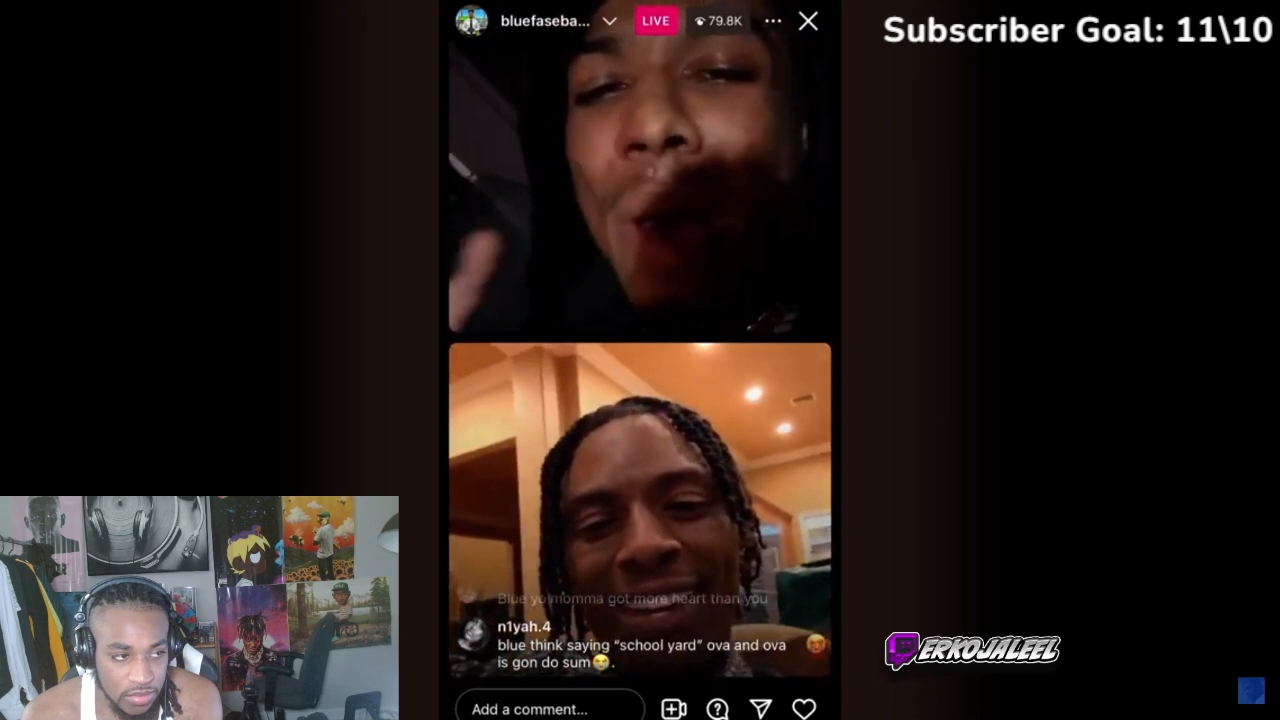 bluefaseba...
LIVE
79.8K
Subscriber Goal: 11\10
Blue yo momma got more heart than you
n1yah.4
blue think saying “school yard” ova and ova
is gon do sum😭.
ERKOJALEEL
Add a comment...